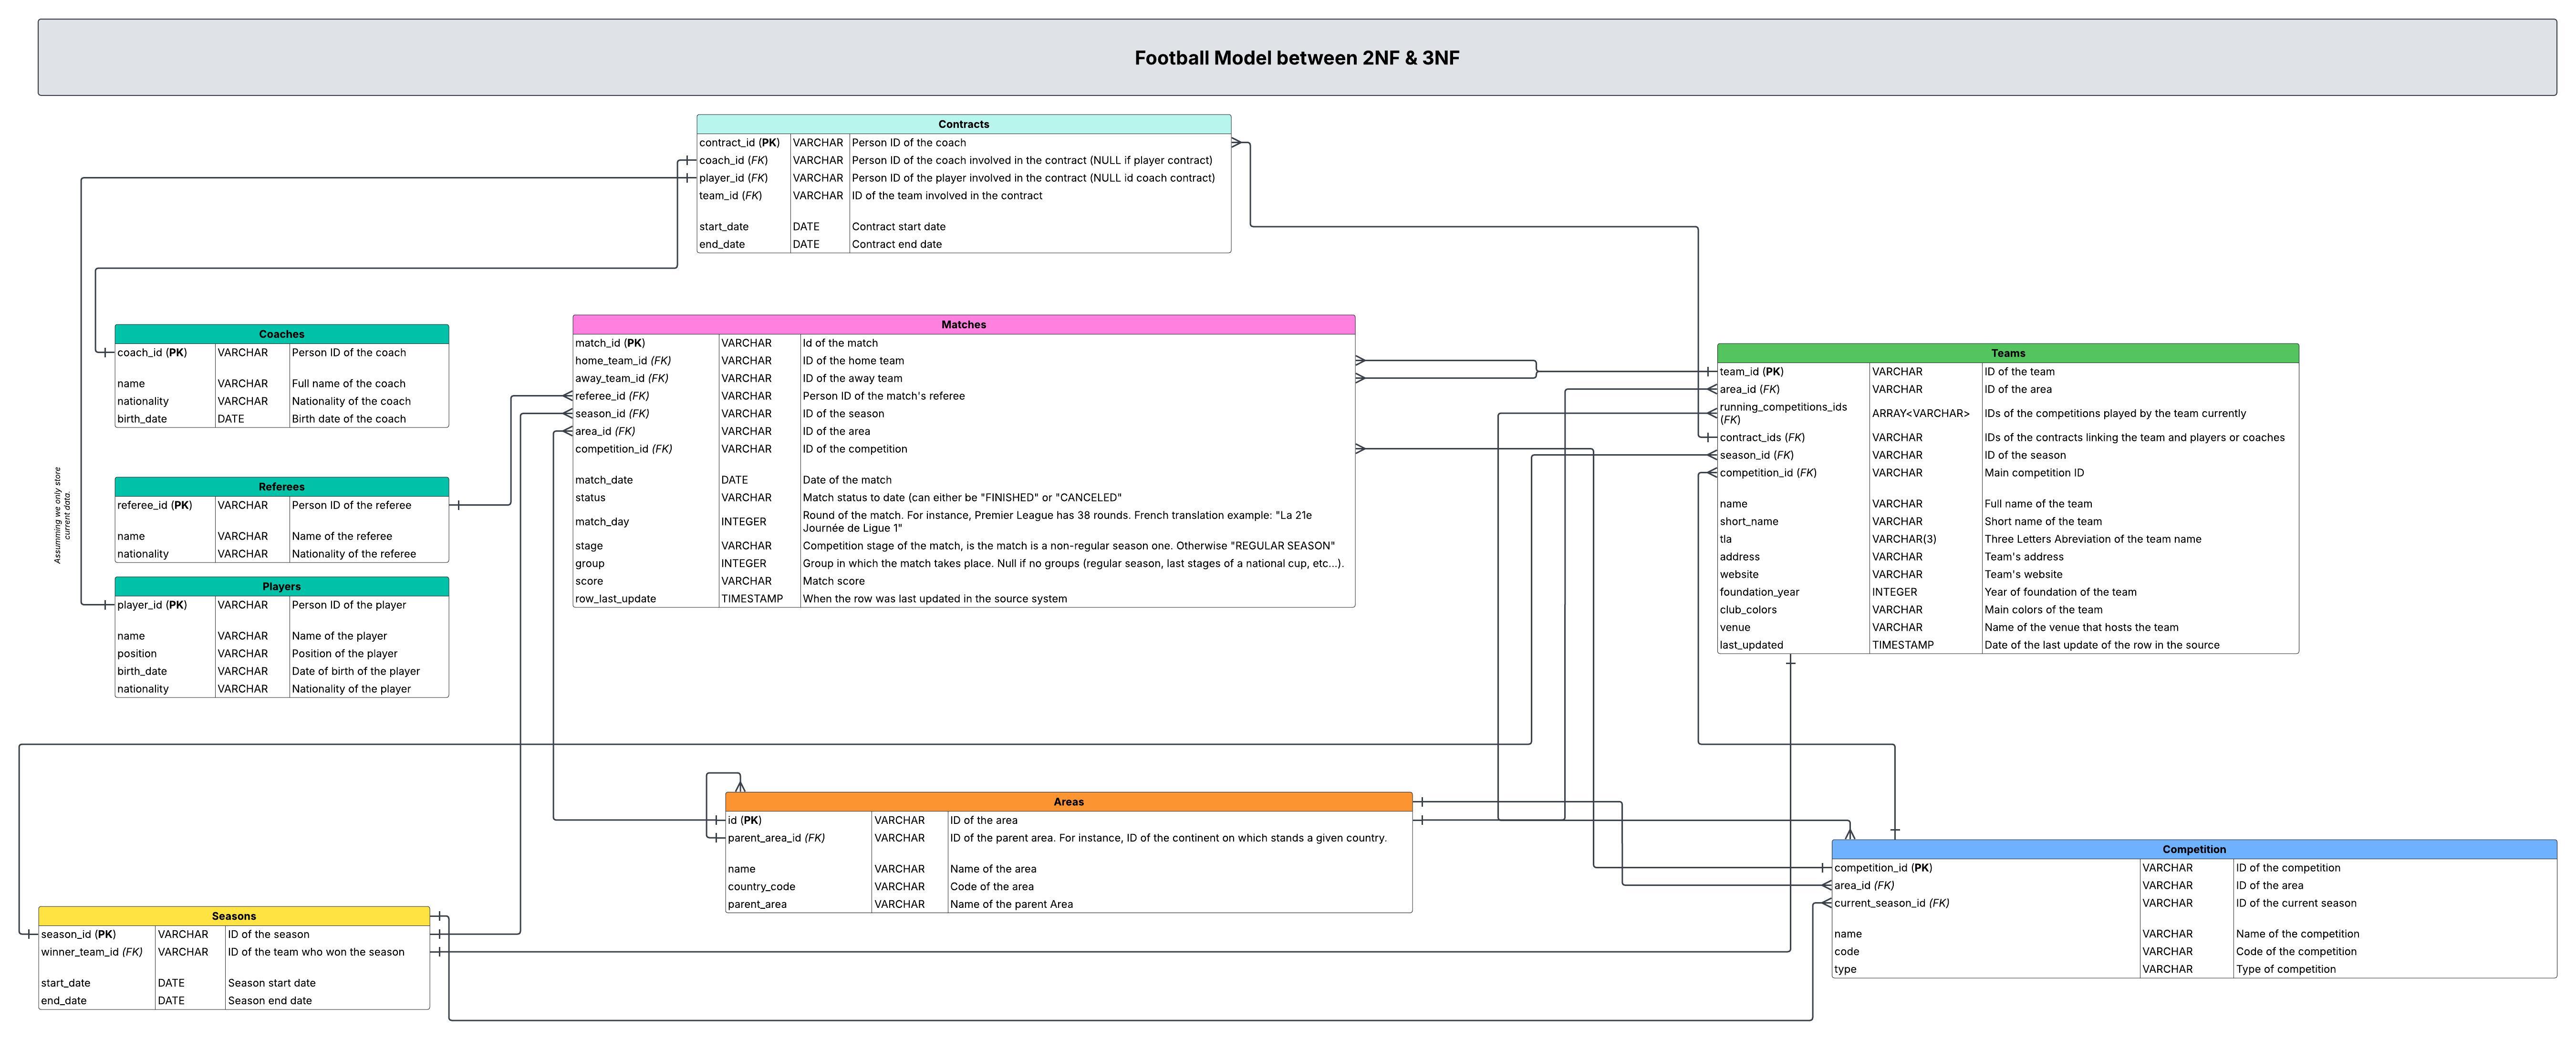 Football Model between 2NF & 3NF
Contracts
contract_id (PK) VARCHAR Person ID of the coach
coach_id (FK) VARCHAR Person ID of the coach involved in the contract (NULL if player contract)
player_id (FK) VARCHAR Person ID of the player involved in the contract (NULL id coach contract)
team_id (FK) VARCHAR ID of the team involved in the contract
start_date DATE Contract start date
end_date DATE Contract end date
Coaches
coach_id (PK) VARCHAR Person ID of the coach
name VARCHAR Full name of the coach
nationality VARCHAR Nationality of the coach
birth_date DATE Birth date of the coach
Referees
referee_id (PK) VARCHAR Person ID of the referee
name VARCHAR Name of the referee
nationality VARCHAR Nationality of the referee
Assumming we only store
current data.
Players
player_id (PK) VARCHAR Person ID of the player
name VARCHAR Name of the player
position VARCHAR Position of the player
birth_date VARCHAR Date of birth of the player
nationality VARCHAR Nationality of the player
Matches
match_id (PK) VARCHAR Id of the match
home_team_id (FK) VARCHAR ID of the home team
away_team_id (FK) VARCHAR ID of the away team
referee_id (FK) VARCHAR Person ID of the match's referee
season_id (FK) VARCHAR ID of the season
area_id (FK) VARCHAR ID of the area
competition_id (FK) VARCHAR ID of the competition
match_date DATE Date of the match
status VARCHAR Match status to date (can either be "FINISHED" or "CANCELED"
match_day INTEGER Round of the match. For instance, Premier League has 38 rounds. French translation example: "La 21e
Journée de Ligue 1"
stage VARCHAR Competition stage of the match, is the match is a non-regular season one. Otherwise "REGULAR SEASON"
group INTEGER Group in which the match takes place. Null if no groups (regular season, last stages of a national cup, etc...).
score VARCHAR Match score
row_last_update TIMESTAMP When the row was last updated in the source system
Teams
team_id (PK) VARCHAR ID of the team
area_id (FK) VARCHAR ID of the area
running_competitions_ids
(FK) ARRAY<VARCHAR> IDs of the competitions played by the team currently
contract_ids (FK) VARCHAR IDs of the contracts linking the team and players or coaches
season_id (FK) VARCHAR ID of the season
competition_id (FK) VARCHAR Main competition ID
name VARCHAR Full name of the team
short_name VARCHAR Short name of the team
tla VARCHAR(3) Three Letters Abreviation of the team name
address VARCHAR Team's address
website VARCHAR Team's website
foundation_year INTEGER Year of foundation of the team
club_colors VARCHAR Main colors of the team
venue VARCHAR Name of the venue that hosts the team
last_updated TIMESTAMP Date of the last update of the row in the source
Areas
id (PK) VARCHAR ID of the area
parent_area_id (FK) VARCHAR ID of the parent area. For instance, ID of the continent on which stands a given country.
name VARCHAR Name of the area
country_code VARCHAR Code of the area
parent_area VARCHAR Name of the parent Area
Competition
competition_id (PK) VARCHAR ID of the competition
area_id (FK) VARCHAR ID of the area
current_season_id (FK) VARCHAR ID of the current season
name VARCHAR Name of the competition
code VARCHAR Code of the competition
type VARCHAR Type of competition
Seasons
season_id (PK) VARCHAR ID of the season
winner_team_id (FK) VARCHAR ID of the team who won the season
start_date DATE Season start date
end_date DATE Season end date